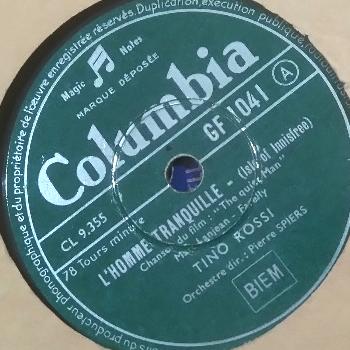 et du propriétaire de l'œuvre enregistrée réservés. Duplication, exécution publique,
Magic Notes
MARQUE DÉPOSÉE
Columbia
GF 1041
A
CL 9.355
78 Tours minute
L'HOMME TRANQUILLE - (Isle of Innisfree)
Chanson du film : "The quiet Man"
TINO ROSSI
Orchestre dir.: Pierre SPIERS
BIEM
du producteur phonographique